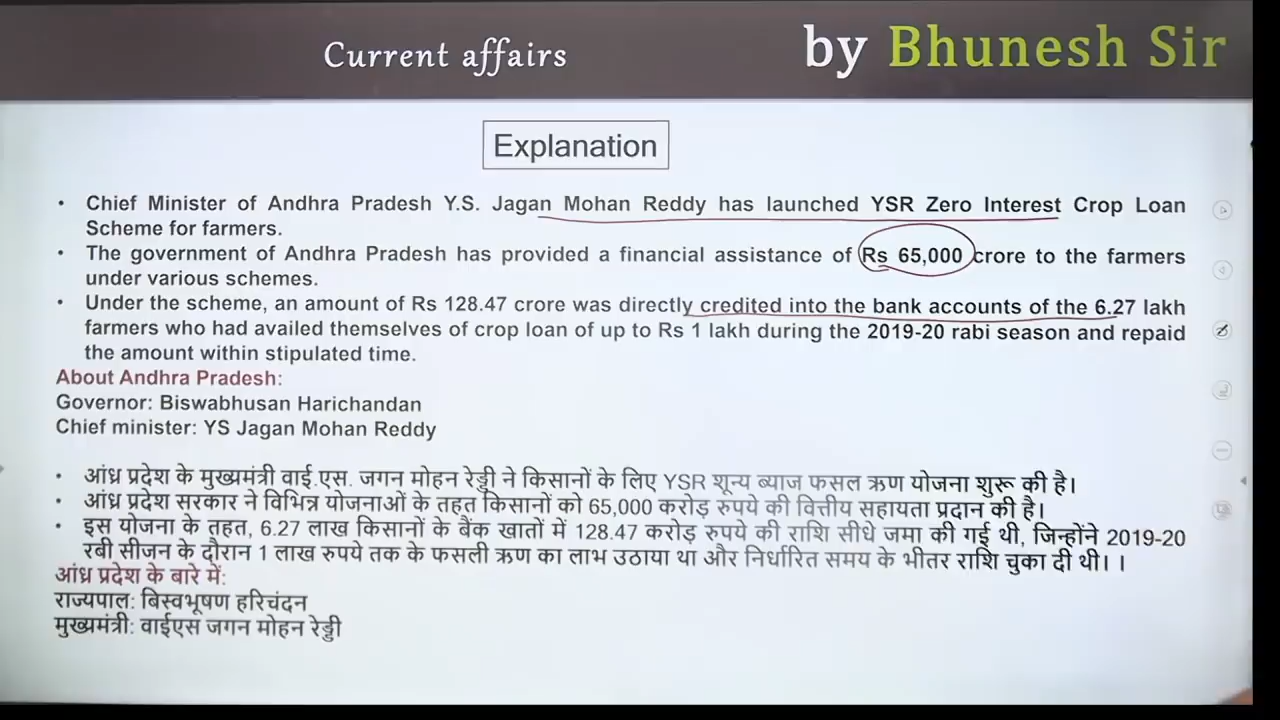 Current affairs
by Bhunesh Sir
Explanation
• Chief Minister of Andhra Pradesh Y.S. Jagan Mohan Reddy has launched YSR Zero Interest Crop Loan
Scheme for farmers.
• The government of Andhra Pradesh has provided a financial assistance of Rs 65,000 crore to the farmers
under various schemes.
• Under the scheme, an amount of Rs 128.47 crore was directly credited into the bank accounts of the 6.27 lakh
farmers who had availed themselves of crop loan of up to Rs 1 lakh during the 2019-20 rabi season and repaid
the amount within stipulated time.
About Andhra Pradesh:
Governor: Biswabhusan Harichandan
Chief minister: YS Jagan Mohan Reddy
• आंध्र प्रदेश के मुख्यमंत्री वाई.एस. जगन मोहन रेड्डी ने किसानों के लिए YSR शून्य ब्याज फसल ऋण योजना शुरू की है।
• आंध्र प्रदेश सरकार ने विभिन्न योजनाओं के तहत किसानों को 65,000 करोड़ रुपये की वित्तीय सहायता प्रदान की है।
• इस योजना के तहत, 6.27 लाख किसानों के बैंक खातों में 128.47 करोड़ रुपये की राशि सीधे जमा की गई थी, जिन्होंने 2019-20
रबी सीजन के दौरान 1 लाख रुपये तक के फसली ऋण का लाभ उठाया था और निर्धारित समय के भीतर राशि चुका दी थी। ।
आंध्र प्रदेश के बारे में:
राज्यपाल: बिस्वभूषण हरिचंदन
मुख्यमंत्री: वाईएस जगन मोहन रेड्डी